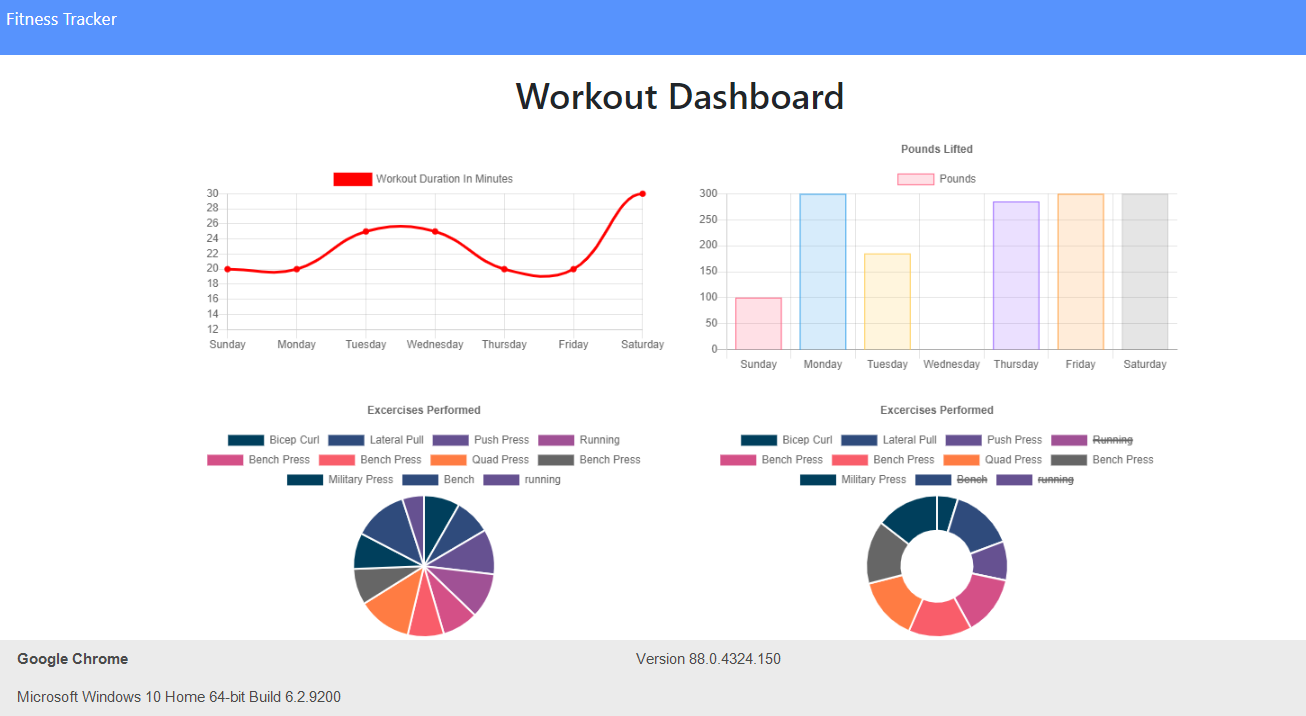 Fitness Tracker
Workout Dashboard
Workout Duration In Minutes
30
28
26
24
22
20
18
16
14
12
Sunday Monday Tuesday Wednesday Thursday Friday Saturday
Pounds Lifted
Pounds
300
250
200
150
100
50
0
Sunday Monday Tuesday Wednesday Thursday Friday Saturday
Excercises Performed
Bicep Curl Lateral Pull Push Press Running
Bench Press Bench Press Quad Press Bench Press
Military Press Bench running
Excercises Performed
Bicep Curl Lateral Pull Push Press Running
Bench Press Bench Press Quad Press Bench Press
Military Press Bench running
Google Chrome Version 88.0.4324.150
Microsoft Windows 10 Home 64-bit Build 6.2.9200